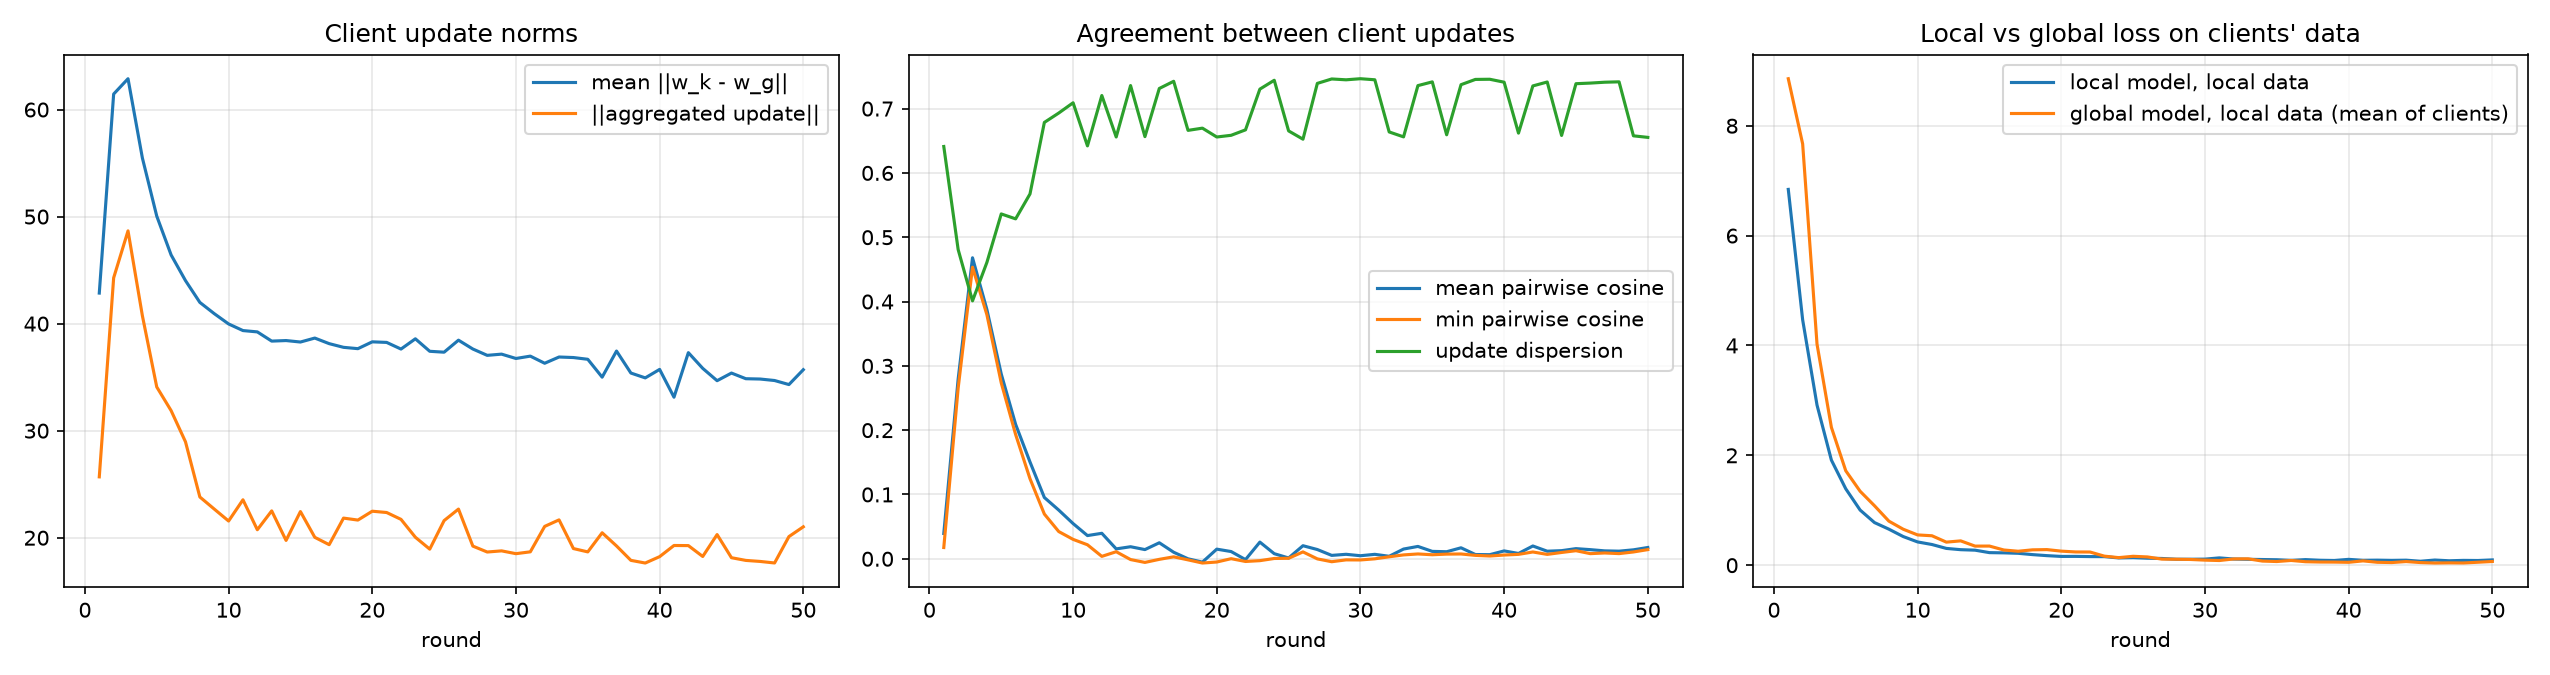 Client update norms
mean ||w_k - w_g||
||aggregated update||
60
50
40
30
20
0
10
20
30
40
50
round
Agreement between client updates
mean pairwise cosine
min pairwise cosine
update dispersion
0.7
0.6
0.5
0.4
0.3
0.2
0.1
0.0
0
10
20
30
40
50
round
Local vs global loss on clients' data
local model, local data
global model, local data (mean of clients)
8
6
4
2
0
0
10
20
30
40
50
round